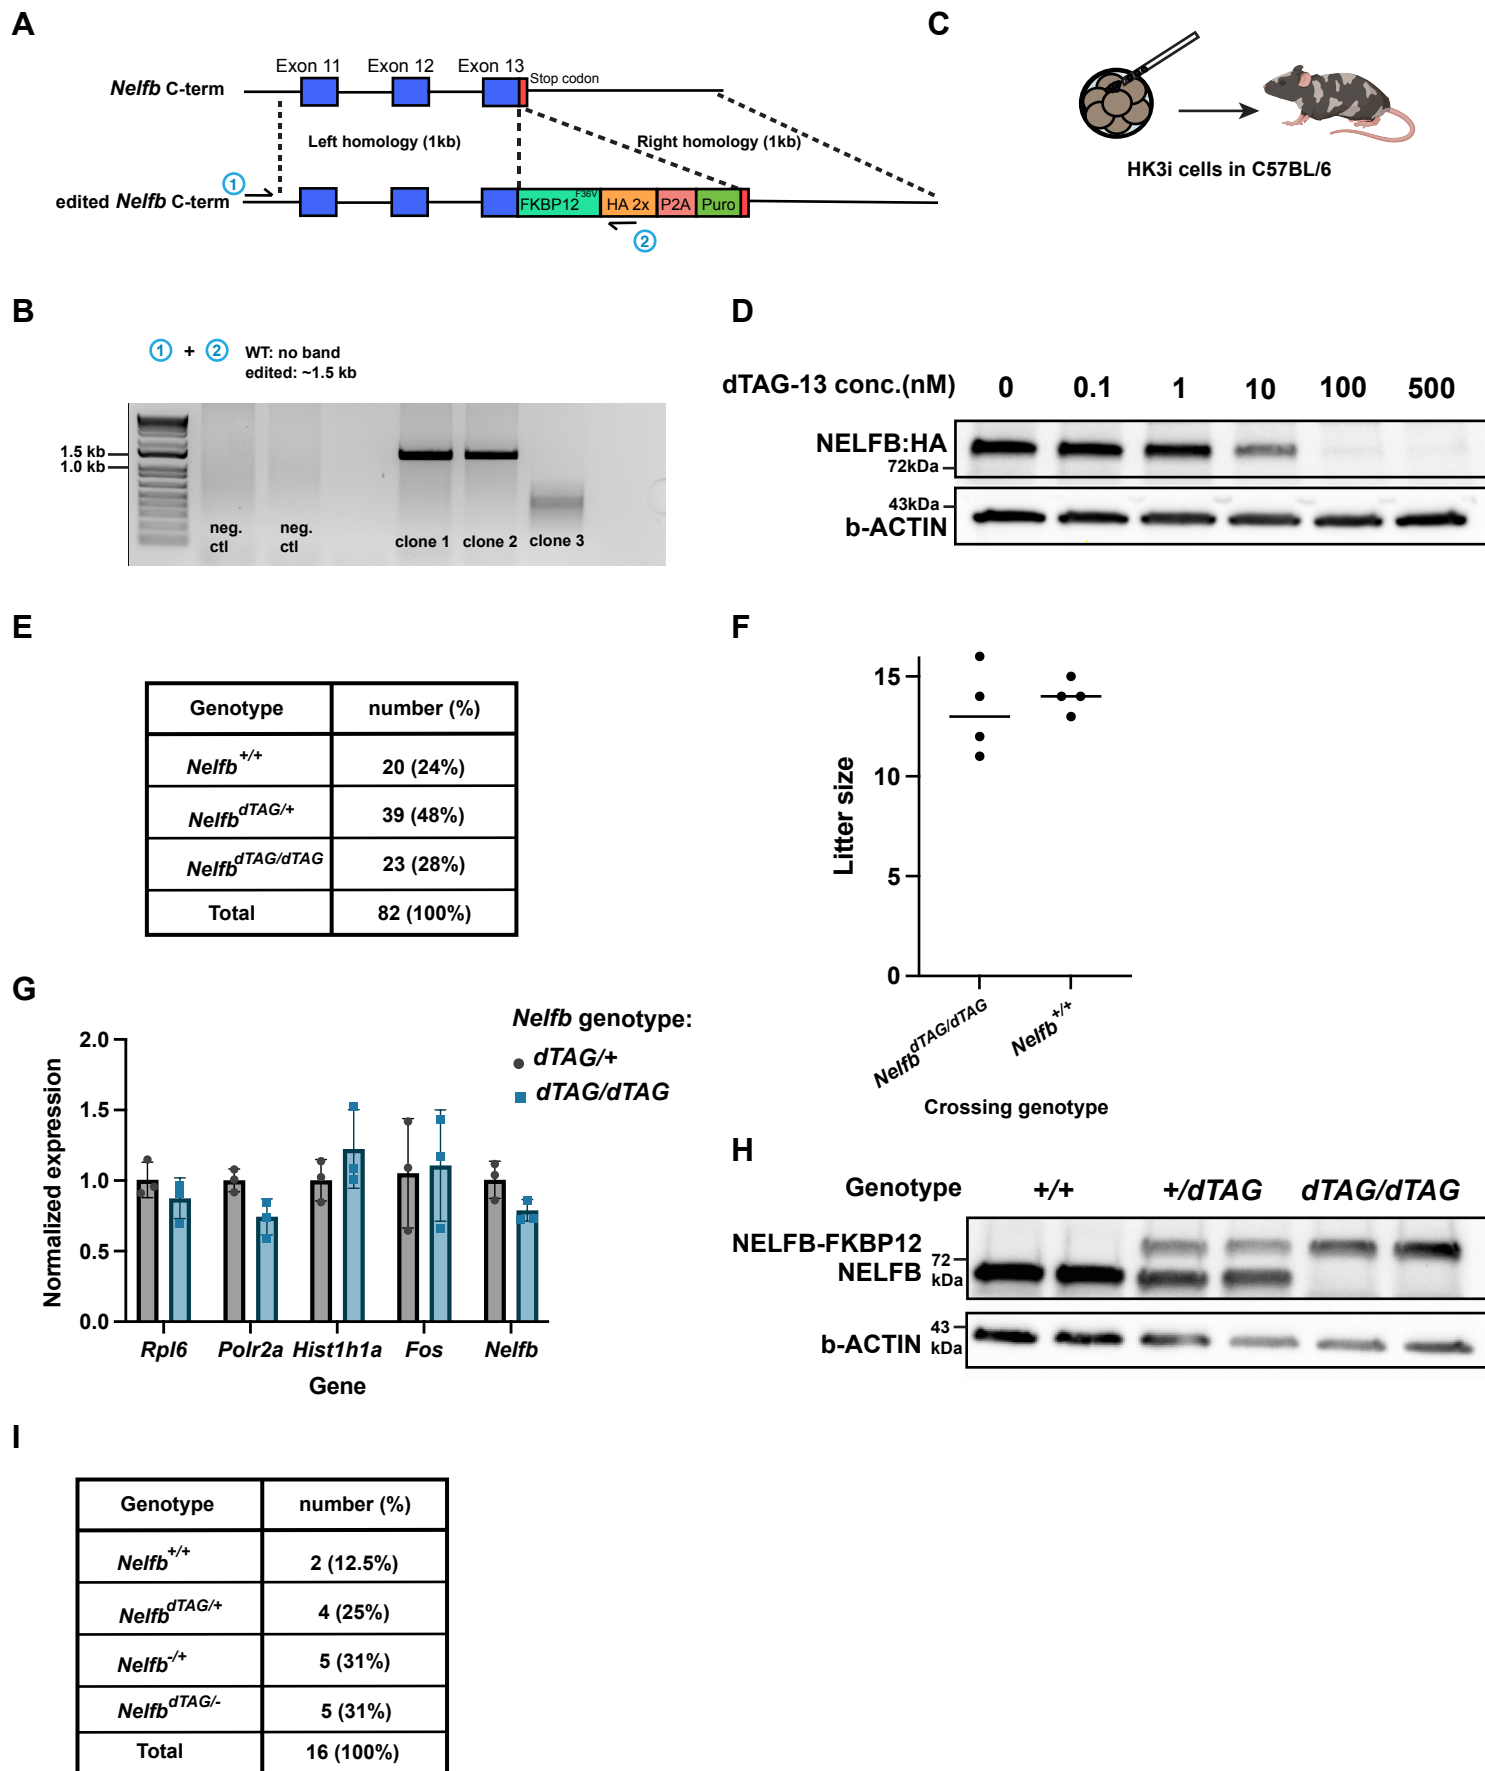 A
Exon 11 Exon 12 Exon 13
Stop codon
Nelfb C-term
Left homology (1kb) Right homology (1kb)
1
edited Nelfb C-term
FKBP12 F36V HA 2x P2A Puro
2
C
HK3i cells in C57BL/6
B
1 + 2 WT: no band
edited: ~1.5 kb
1.5 kb
1.0 kb
neg. ctl
neg. ctl
clone 1 clone 2 clone 3
D
dTAG-13 conc.(nM) 0 0.1 1 10 100 500
NELFB:HA
72kDa
43kDa
b-ACTIN
E
Genotype number (%)
Nelfb+/+ 20 (24%)
NelfbdTAG/+ 39 (48%)
NelfbdTAG/dTAG 23 (28%)
Total 82 (100%)
F
Litter size
15
10
5
0
NelfbdTAG/dTAG Nelfb+/+
Crossing genotype
G
Nelfb genotype:
dTAG/+
dTAG/dTAG
Normalized expression
2.0
1.5
1.0
0.5
0.0
Rpl6 Polr2a Hist1h1a Fos Nelfb
Gene
H
Genotype +/+ +/dTAG dTAG/dTAG
NELFB-FKBP12
NELFB
72
kDa
b-ACTIN
43
kDa
I
Genotype number (%)
Nelfb+/+ 2 (12.5%)
NelfbdTAG/+ 4 (25%)
Nelfb-/+ 5 (31%)
NelfbdTAG/- 5 (31%)
Total 16 (100%)